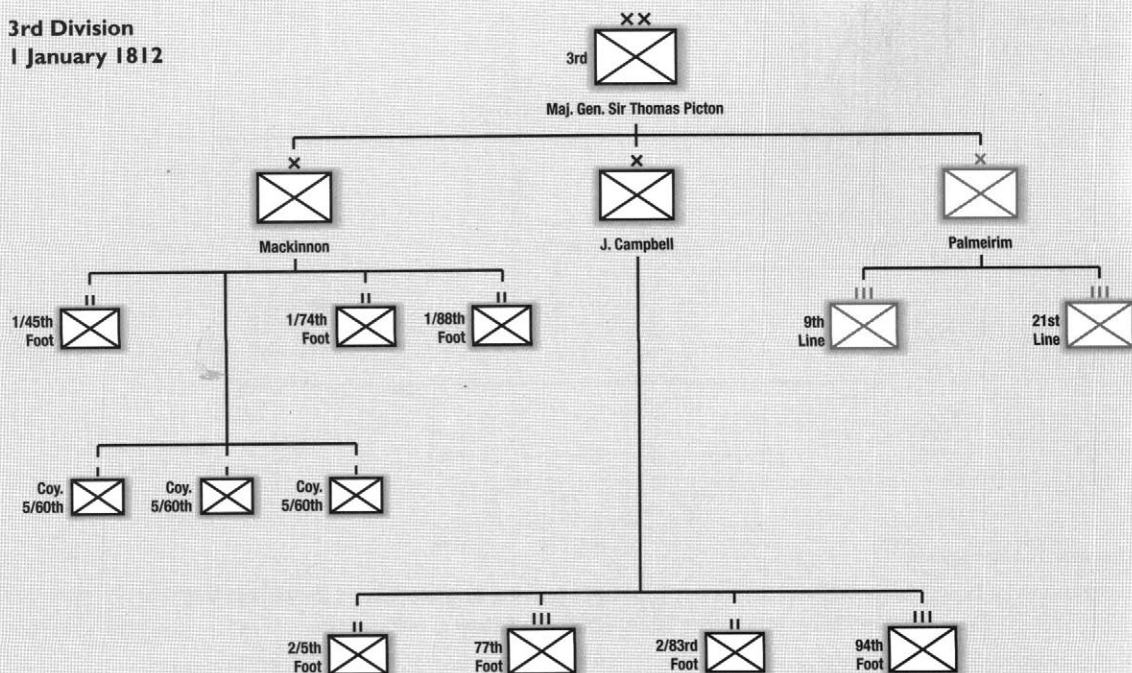 3rd Division
1 January 1812
XX
3rd
Maj. Gen. Sir Thomas Picton
X
X
X
Mackinnon
J. Campbell
Palmeirim
II
II
II
III
III
1/45th
Foot
1/74th
Foot
1/88th
Foot
9th
Line
21st
Line
I
I
I
Coy.
5/60th
Coy.
5/60th
Coy.
5/60th
II
III
II
III
2/5th
Foot
77th
Foot
2/83rd
Foot
94th
Foot